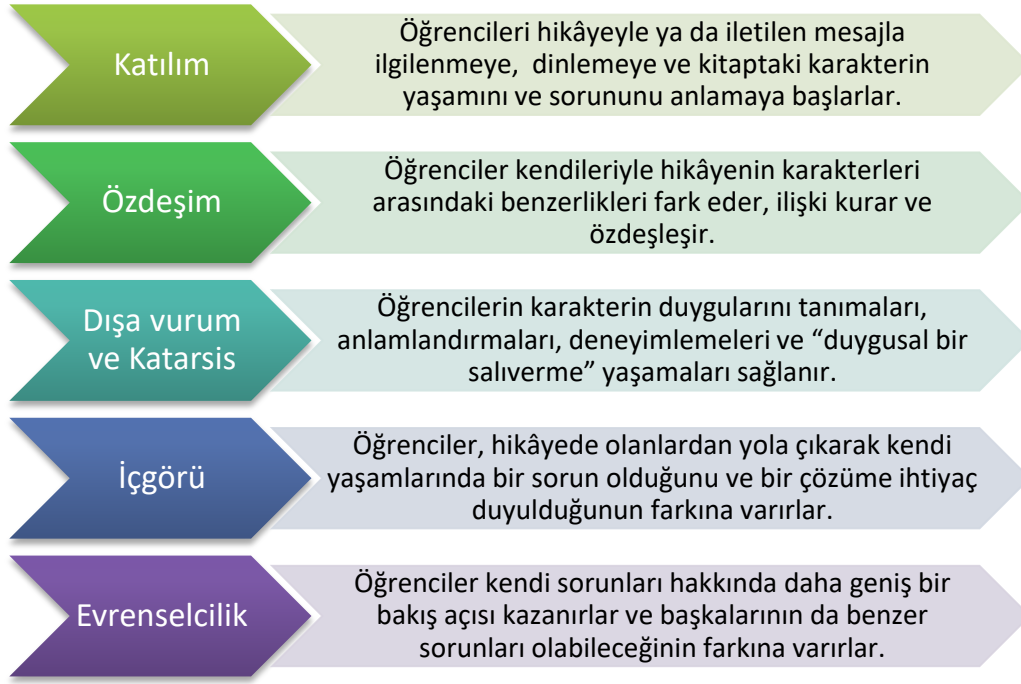 Katılım
Öğrencileri hikâyeyle ya da iletilen mesajla
ilgilenmeye, dinlemeye ve kitaptaki karakterin
yaşamını ve sorununu anlamaya başlarlar.
Özdeşim
Öğrenciler kendileriyle hikâyenin karakterleri
arasındaki benzerlikleri fark eder, ilişki kurar ve
özdeşleşir.
Dışa vurum
ve Katarsis
Öğrencilerin karakterin duygularını tanımaları,
anlamlandırmaları, deneyimlemeleri ve “duygusal bir
salıverme” yaşamaları sağlanır.
İçgörü
Öğrenciler, hikâyede olanlardan yola çıkarak kendi
yaşamlarında bir sorun olduğunu ve bir çözüme ihtiyaç
duyulduğunun farkına varırlar.
Evrenselcilik
Öğrenciler kendi sorunları hakkında daha geniş bir
bakış açısı kazanırlar ve başkalarının da benzer
sorunları olabileceğinin farkına varırlar.